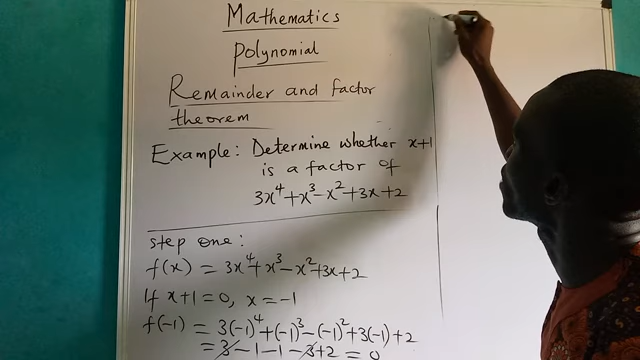 Mathematics
Polynomial
Remainder and factor
theorem
Example: Determine whether x+1
is a factor of
3x⁴+x³-x²+3x+2
step one:
f(x) = 3x⁴+x³-x²+3x+2
If x+1=0, x=-1
f(-1) = 3(-1)⁴+(-1)³-(-1)²+3(-1)+2
= 3-1-1-3+2 = 0